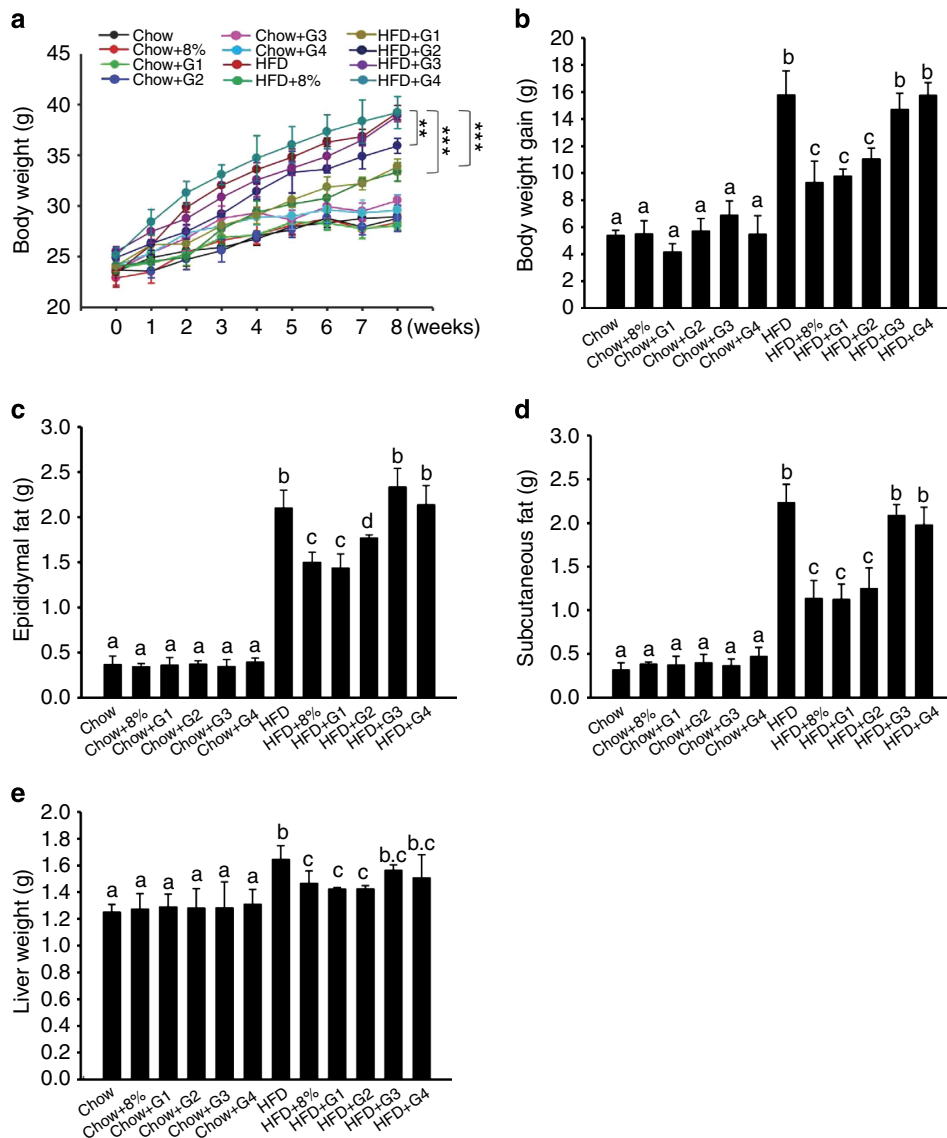 a
Chow
Chow+8%
Chow+G1
Chow+G2
Chow+G3
Chow+G4
HFD
HFD+8%
HFD+G1
HFD+G2
HFD+G3
HFD+G4
Body weight (g)
45
40
35
30
25
20
**
***
***
0 1 2 3 4 5 6 7 8 (weeks)
b
Body weight gain (g)
20
18
16
14
12
10
8
6
4
2
0
a a a a a a b c c c b b
Chow Chow+8% Chow+G1 Chow+G2 Chow+G3 Chow+G4 HFD HFD+8% HFD+G1 HFD+G2 HFD+G3 HFD+G4
c
Epididymal fat (g)
3.0
2.5
2.0
1.5
1.0
0.5
0.0
a a a a a a b c c d b b
Chow Chow+8% Chow+G1 Chow+G2 Chow+G3 Chow+G4 HFD HFD+8% HFD+G1 HFD+G2 HFD+G3 HFD+G4
d
Subcutaneous fat (g)
3.0
2.5
2.0
1.5
1.0
0.5
0.0
a a a a a a b c c c b b
Chow Chow+8% Chow+G1 Chow+G2 Chow+G3 Chow+G4 HFD HFD+8% HFD+G1 HFD+G2 HFD+G3 HFD+G4
e
Liver weight (g)
2.0
1.8
1.6
1.4
1.2
1.0
0.8
0.6
0.4
0.2
0.0
a a a a a a b c c c b.c b.c
Chow Chow+8% Chow+G1 Chow+G2 Chow+G3 Chow+G4 HFD HFD+8% HFD+G1 HFD+G2 HFD+G3 HFD+G4